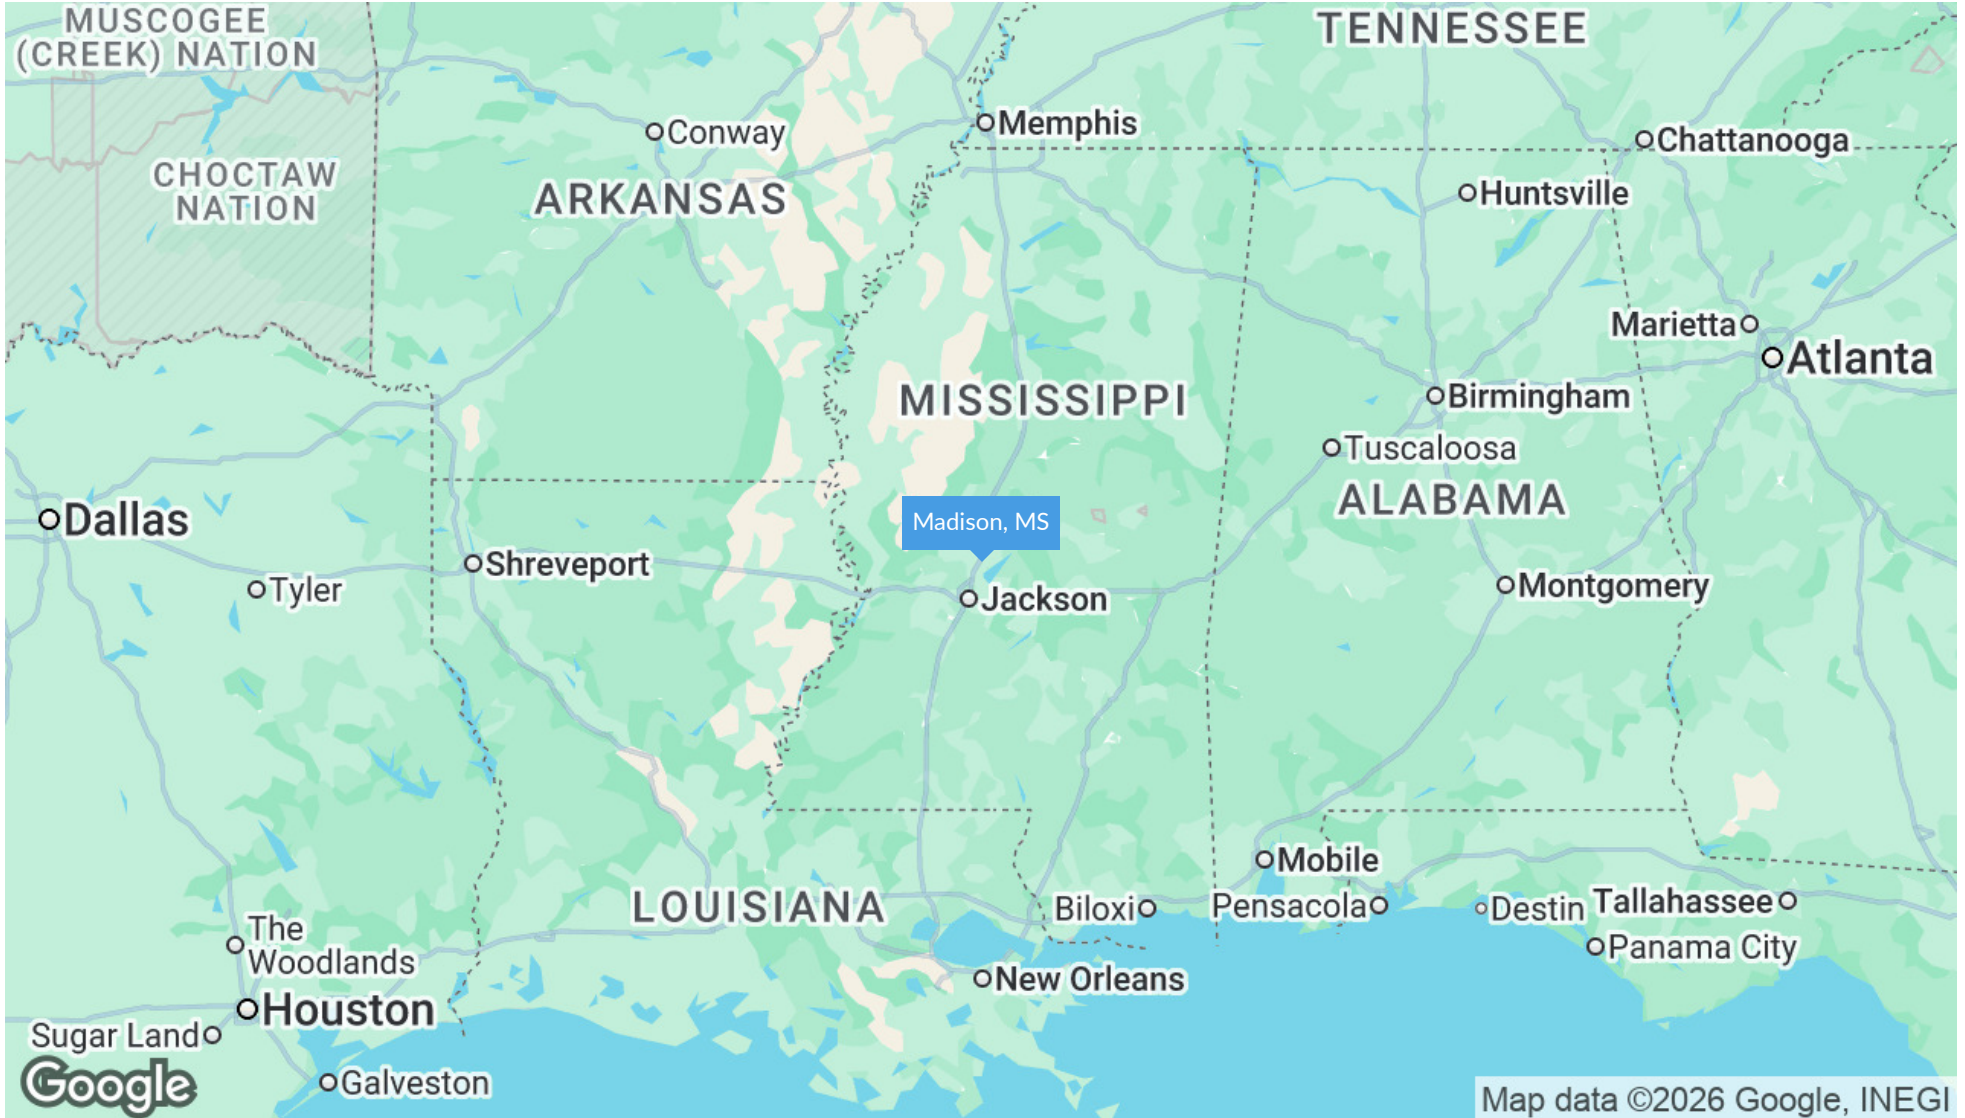 MUSCOGEE
(CREEK) NATION
TENNESSEE
Conway
Memphis
Chattanooga
CHOCTAW
NATION
ARKANSAS
Huntsville
Marietta
Atlanta
MISSISSIPPI
Birmingham
Tuscaloosa
ALABAMA
Dallas
Madison, MS
Shreveport
Tyler
Jackson
Montgomery
Mobile
LOUISIANA
Biloxi
Pensacola
Destin
Tallahassee
The
Woodlands
Panama City
New Orleans
Houston
Sugar Land
Google
Galveston
Map data ©2026 Google, INEGI